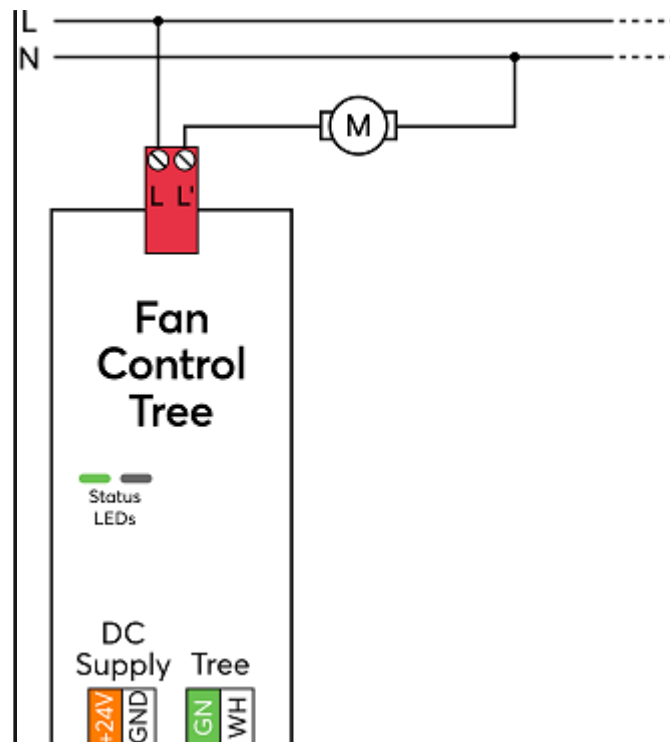 L
N
M
L L'
Fan
Control
Tree
Status
LEDs
DC
Supply Tree
+24V GND GN WH